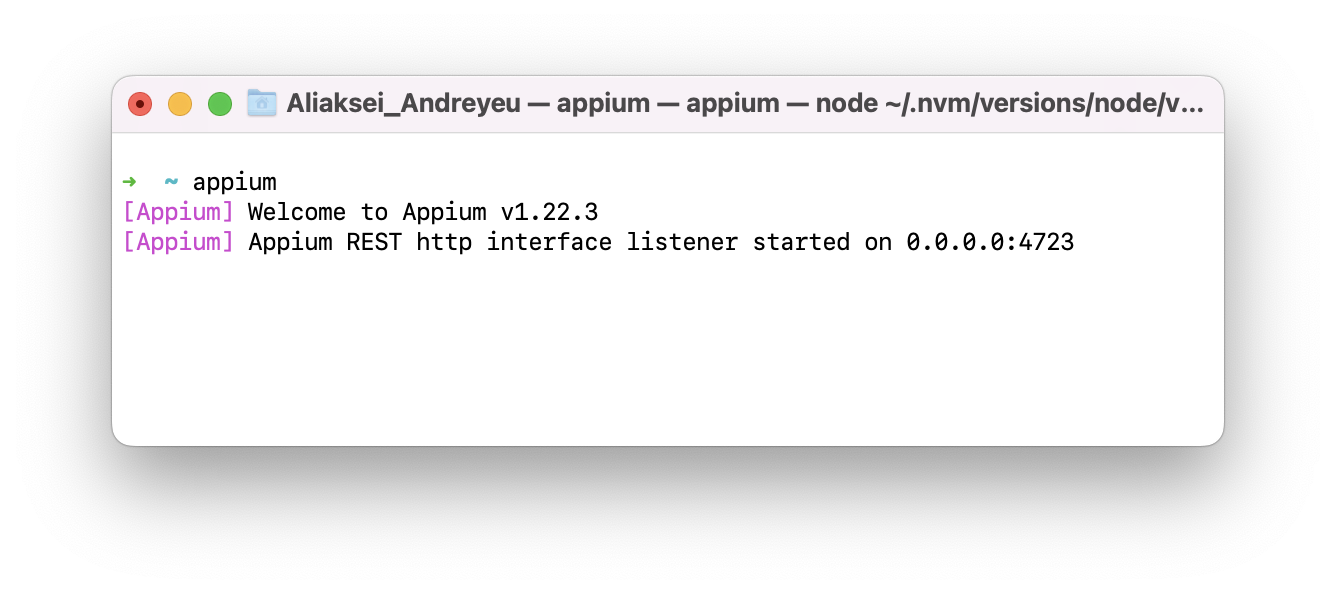 Aliaksei_Andreyeu — appium — appium — node ~/.nvm/versions/node/v...
➜ ~ appium
[Appium] Welcome to Appium v1.22.3
[Appium] Appium REST http interface listener started on 0.0.0.0:4723